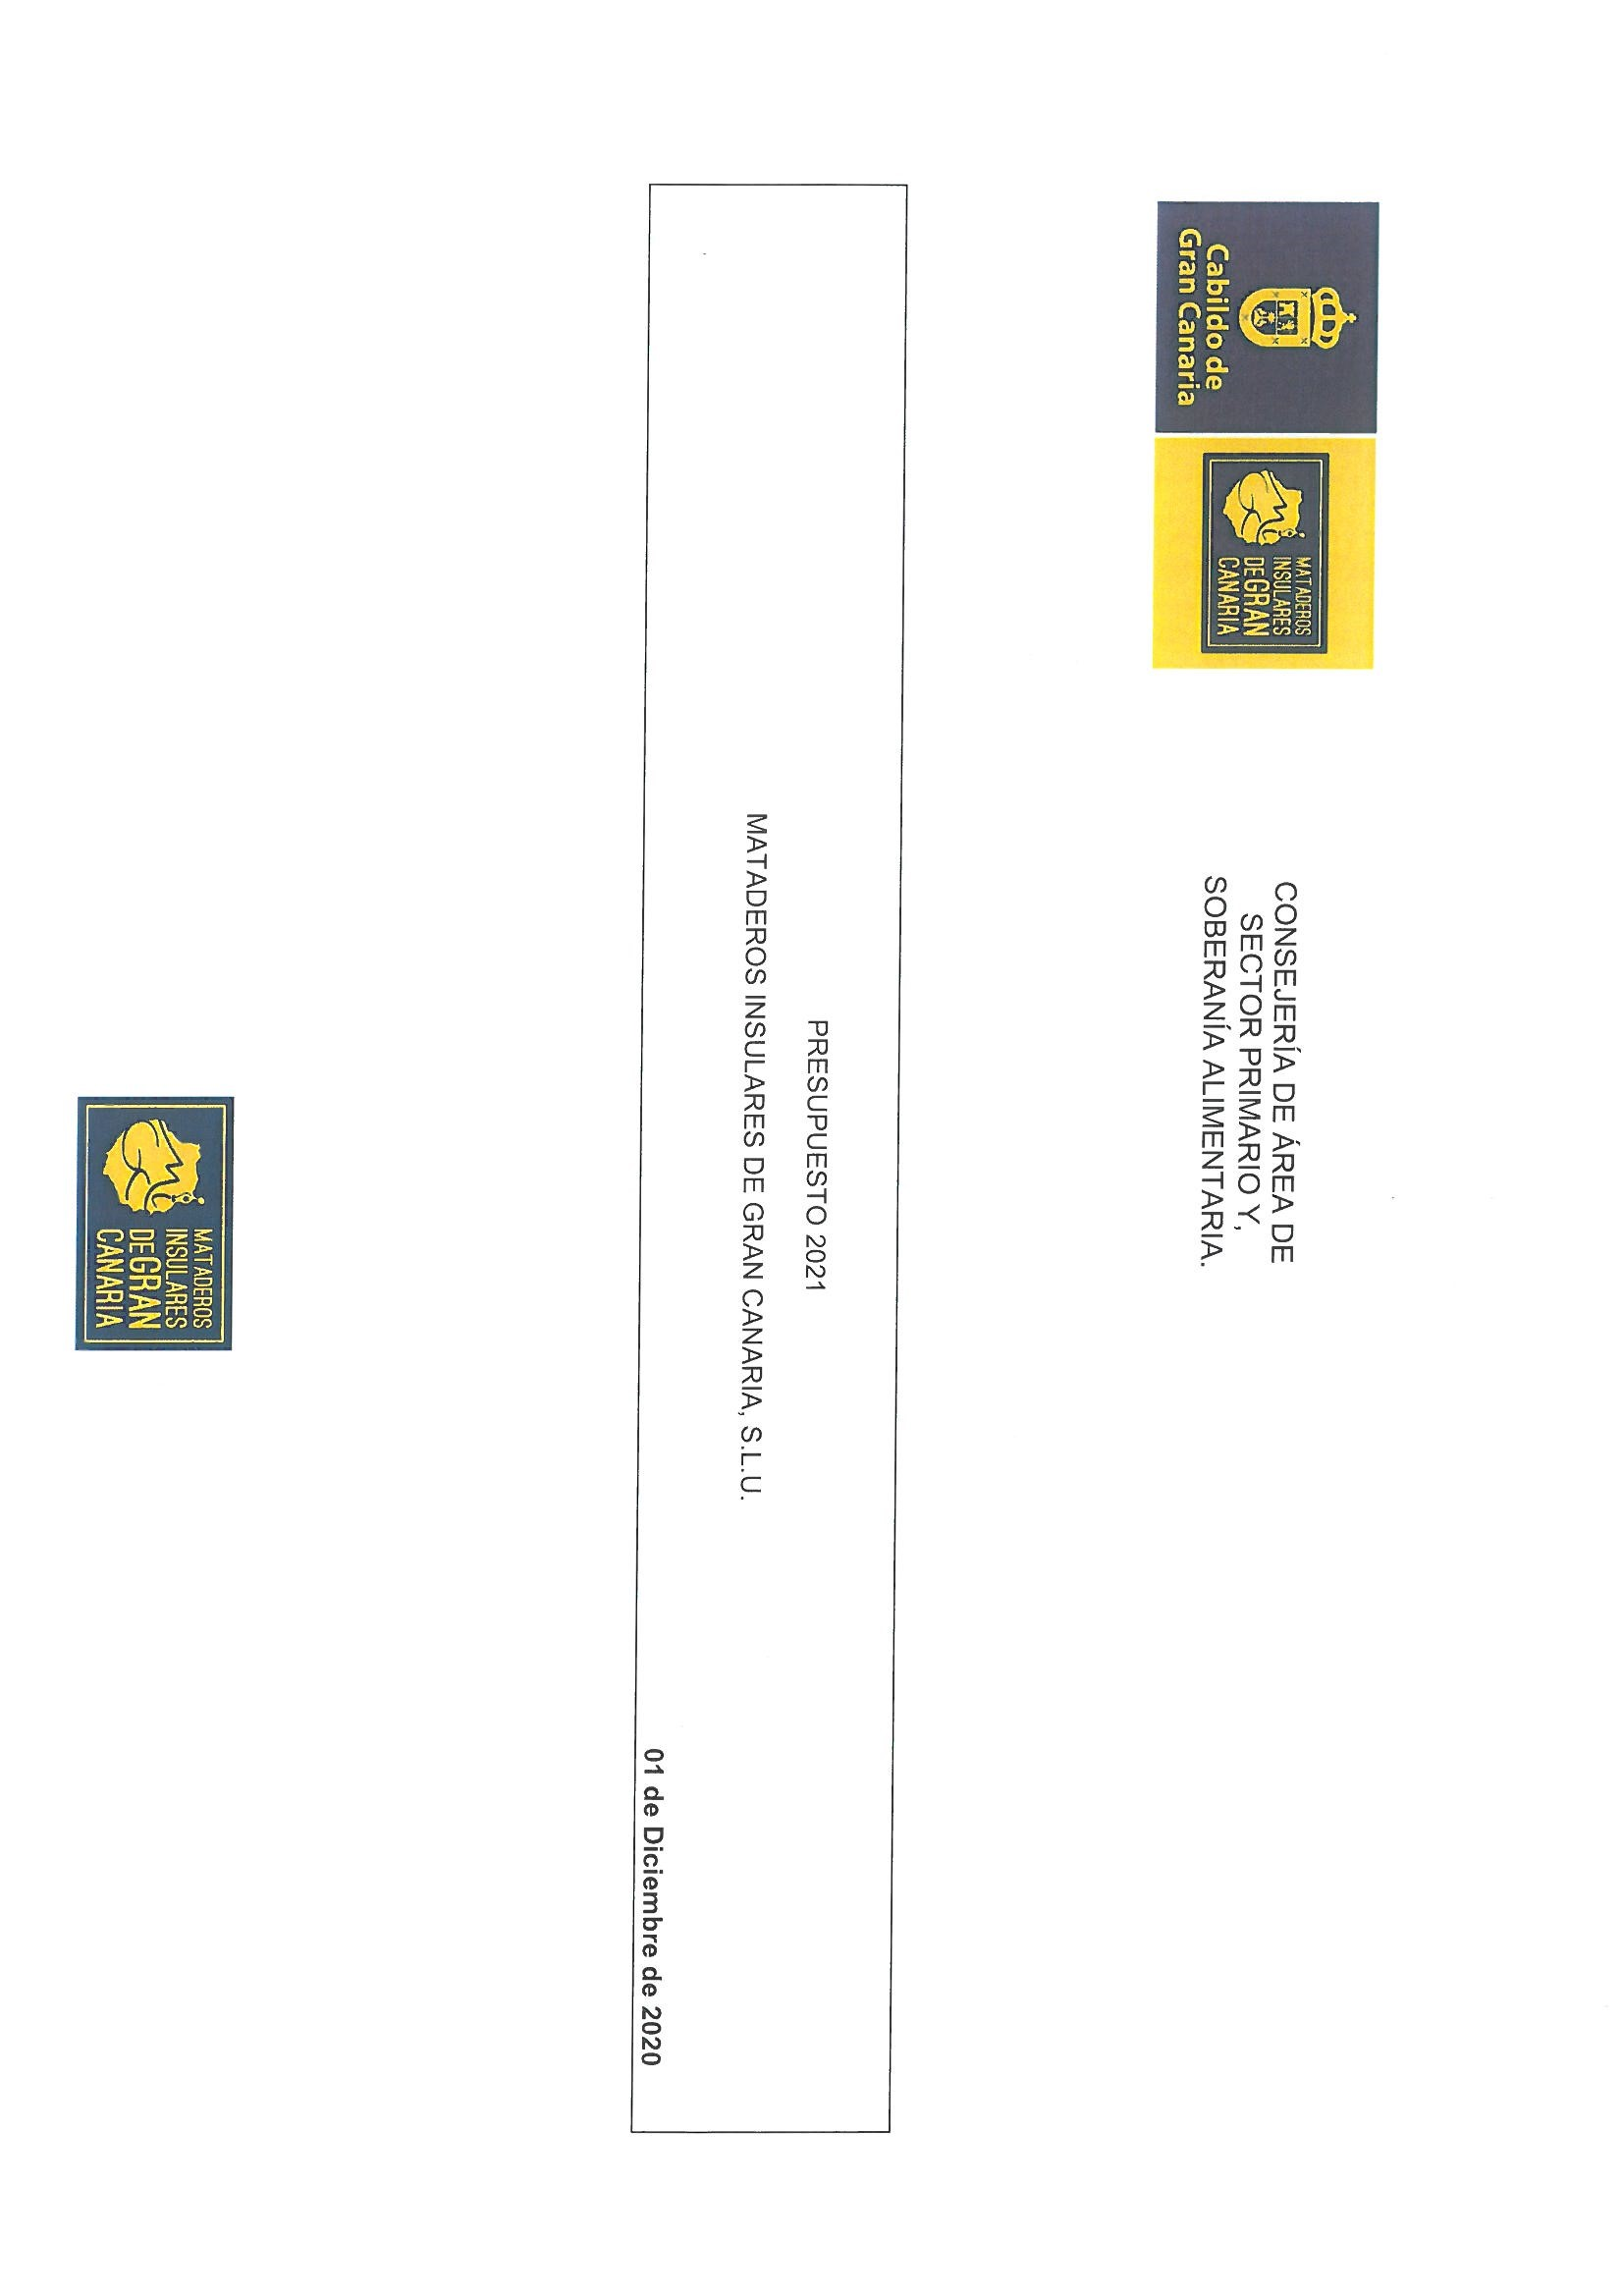 Cabildo de
Gran Canaria
MATADEROS
INSULARES
DE GRAN
CANARIA
CONSEJERÍA DE ÁREA DE
SECTOR PRIMARIO Y,
SOBERANÍA ALIMENTARIA.
PRESUPUESTO 2021
MATADEROS INSULARES DE GRAN CANARIA, S.L.U.
01 de Diciembre de 2020
MATADEROS
INSULARES
DE GRAN
CANARIA